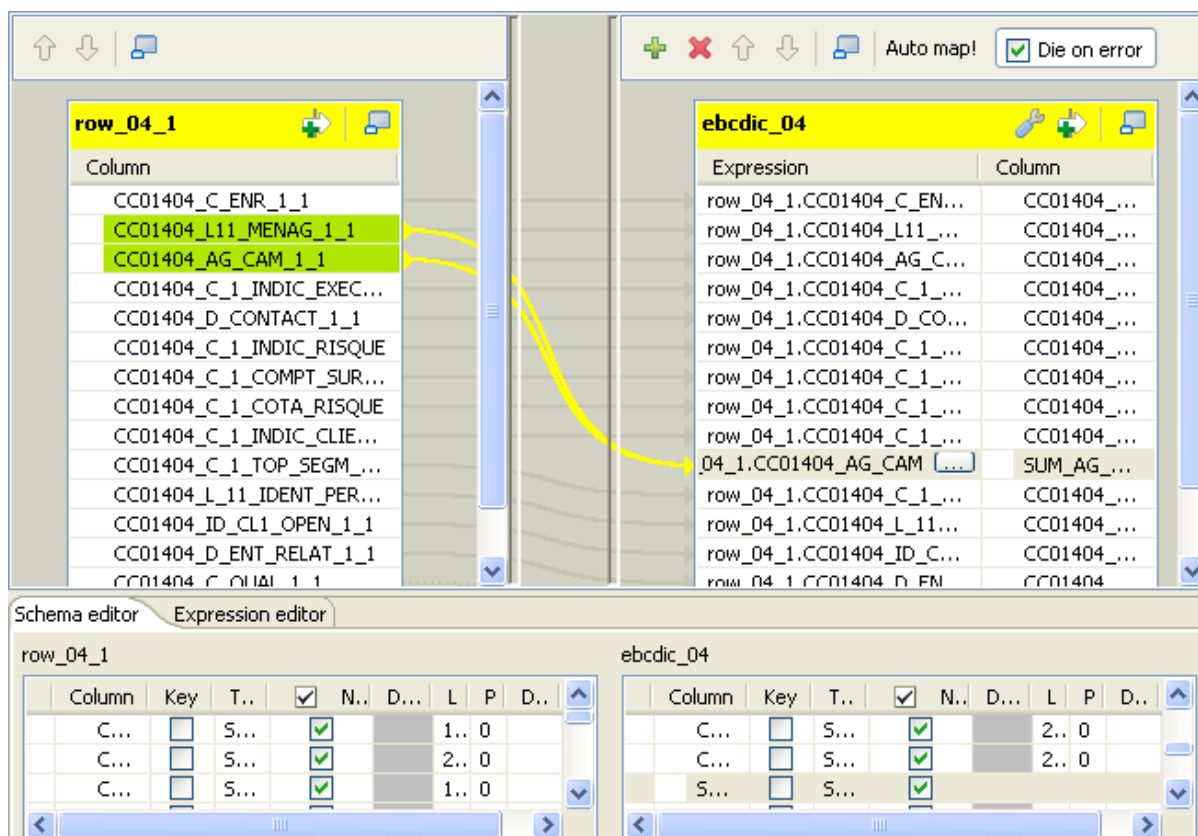 Auto map! Die on error
row_04_1
Column
CC01404_C_ENR_1_1
CC01404_L11_MENAG_1_1
CC01404_AG_CAM_1_1
CC01404_C_1_INDIC_EXEC...
CC01404_D_CONTACT_1_1
CC01404_C_1_INDIC_RISQUE
CC01404_C_1_COMPT_SUR...
CC01404_C_1_COTA_RISQUE
CC01404_C_1_INDIC_CLIE...
CC01404_C_1_TOP_SEGM_...
CC01404_L_11_IDENT_PER...
CC01404_ID_CL1_OPEN_1_1
CC01404_D_ENT_RELAT_1_1
CC01404_C_QUAL_1_1
ebcdic_04
Expression Column
row_04_1.CC01404_C_EN... CC01404_...
row_04_1.CC01404_L11_... CC01404_...
row_04_1.CC01404_AG_C... CC01404_...
row_04_1.CC01404_C_1_... CC01404_...
row_04_1.CC01404_D_CO... CC01404_...
row_04_1.CC01404_C_1_... CC01404_...
row_04_1.CC01404_C_1_... CC01404_...
row_04_1.CC01404_C_1_... CC01404_...
row_04_1.CC01404_C_1_... CC01404_...
_04_1.CC01404_AG_CAM ... SUM_AG_...
row_04_1.CC01404_C_1_... CC01404_...
row_04_1.CC01404_L_11... CC01404_...
row_04_1.CC01404_ID_C... CC01404_...
row_04_1.CC01404_D_EN CC01404
Schema editor Expression editor
row_04_1
Column Key T.. N.. D... L P D..
C... S... 1.. 0
C... S... 2.. 0
C... S... 1.. 0
ebcdic_04
Column Key T.. N.. D... L P D..
C... S... 2.. 0
C... S... 2.. 0
S... S...